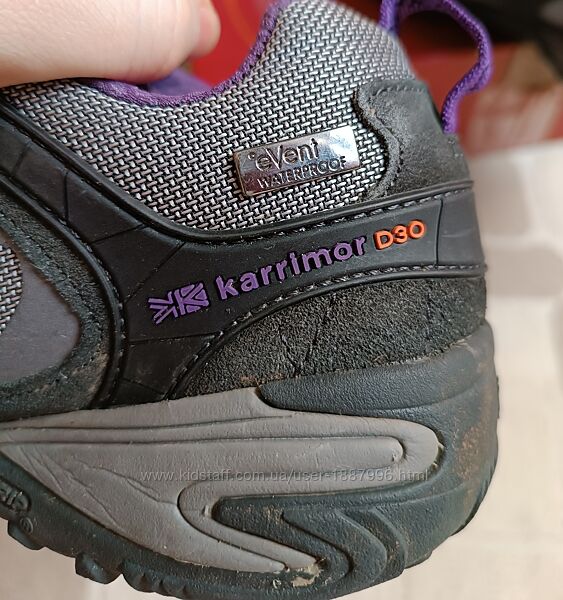 eVent
WATERPROOF
karrimor D3O
www.kidstaff.com.ua/user-1887996.html